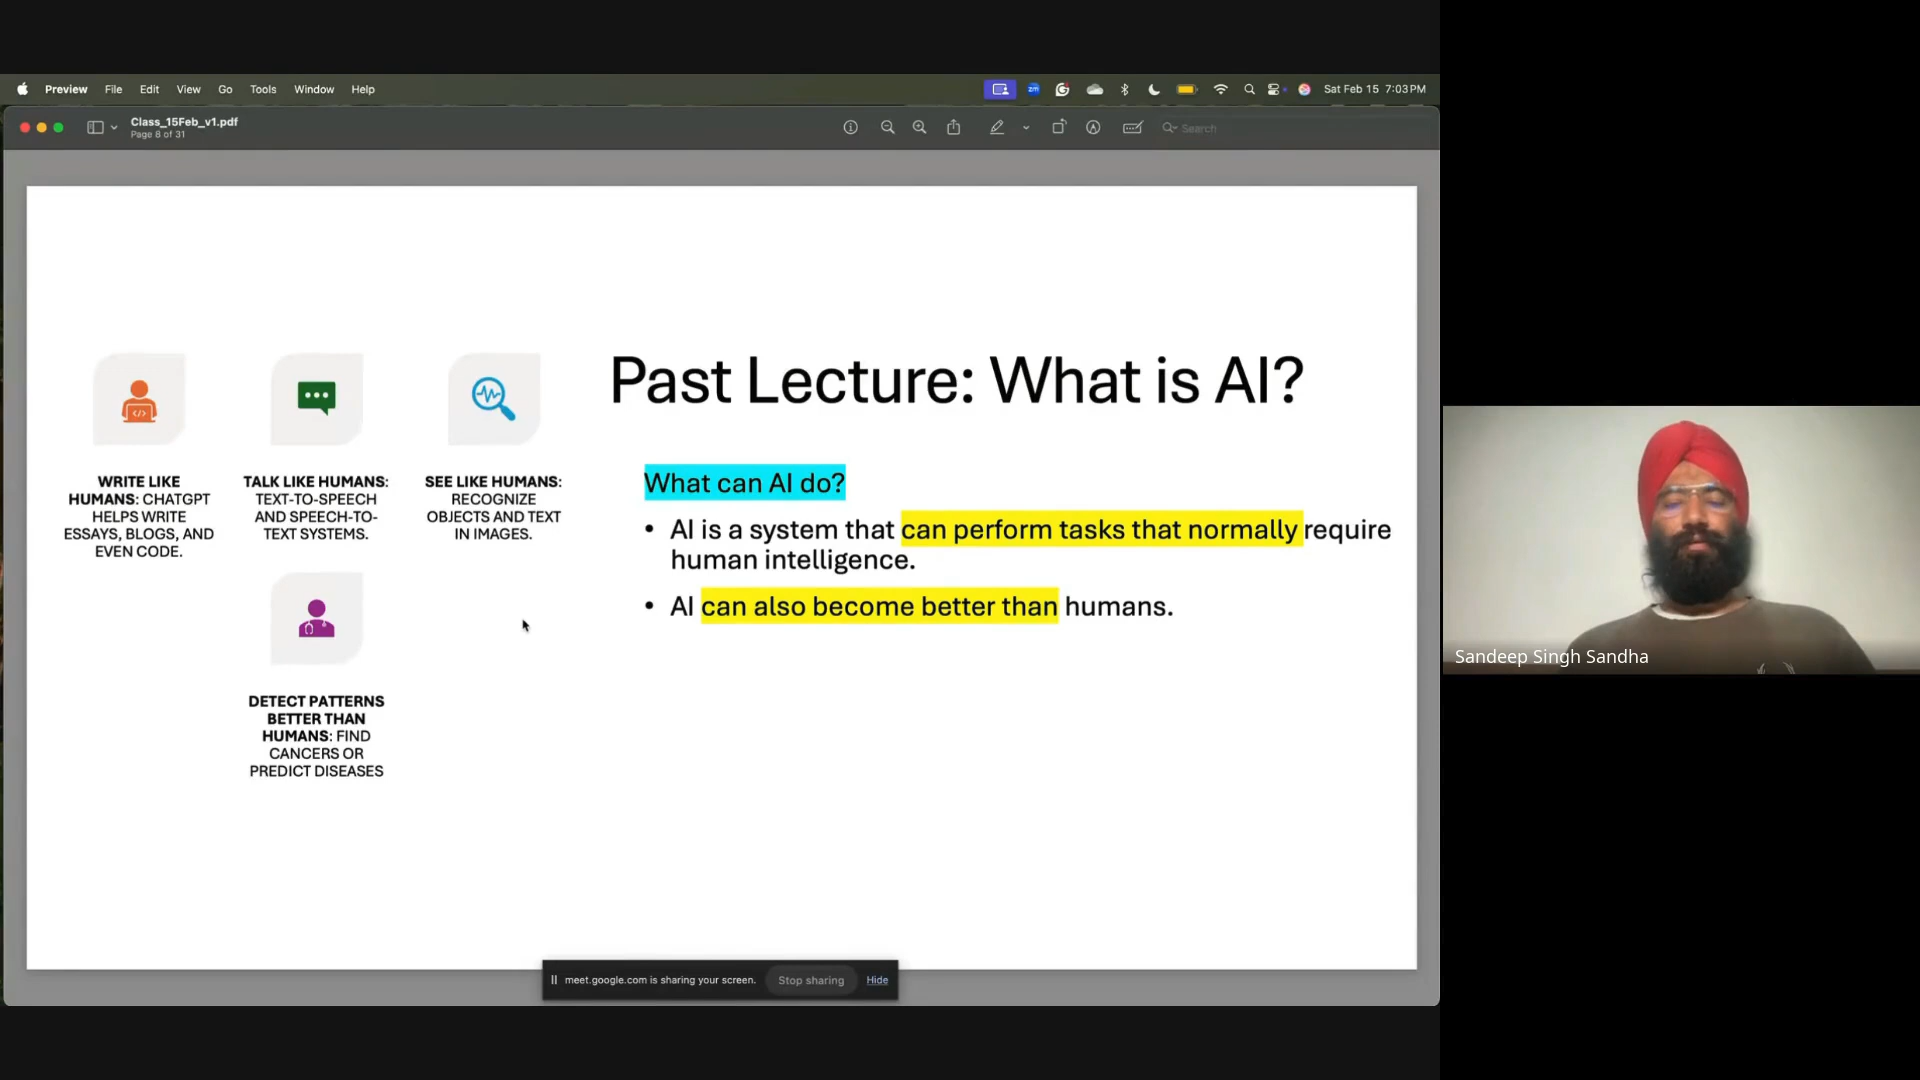 Preview File Edit View Go Tools Window Help
zm
Sat Feb 15 7:03 PM
Class_15Feb_v1.pdf
Page 8 of 31
Search
Past Lecture: What is AI?
WRITE LIKE
HUMANS: CHATGPT
HELPS WRITE
ESSAYS, BLOGS, AND
EVEN CODE.
TALK LIKE HUMANS:
TEXT-TO-SPEECH
AND SPEECH-TO-
TEXT SYSTEMS.
SEE LIKE HUMANS:
RECOGNIZE
OBJECTS AND TEXT
IN IMAGES.
DETECT PATTERNS
BETTER THAN
HUMANS: FIND
CANCERS OR
PREDICT DISEASES
What can AI do?
• AI is a system that can perform tasks that normally require
human intelligence.
• AI can also become better than humans.
Sandeep Singh Sandha
meet.google.com is sharing your screen. Stop sharing Hide